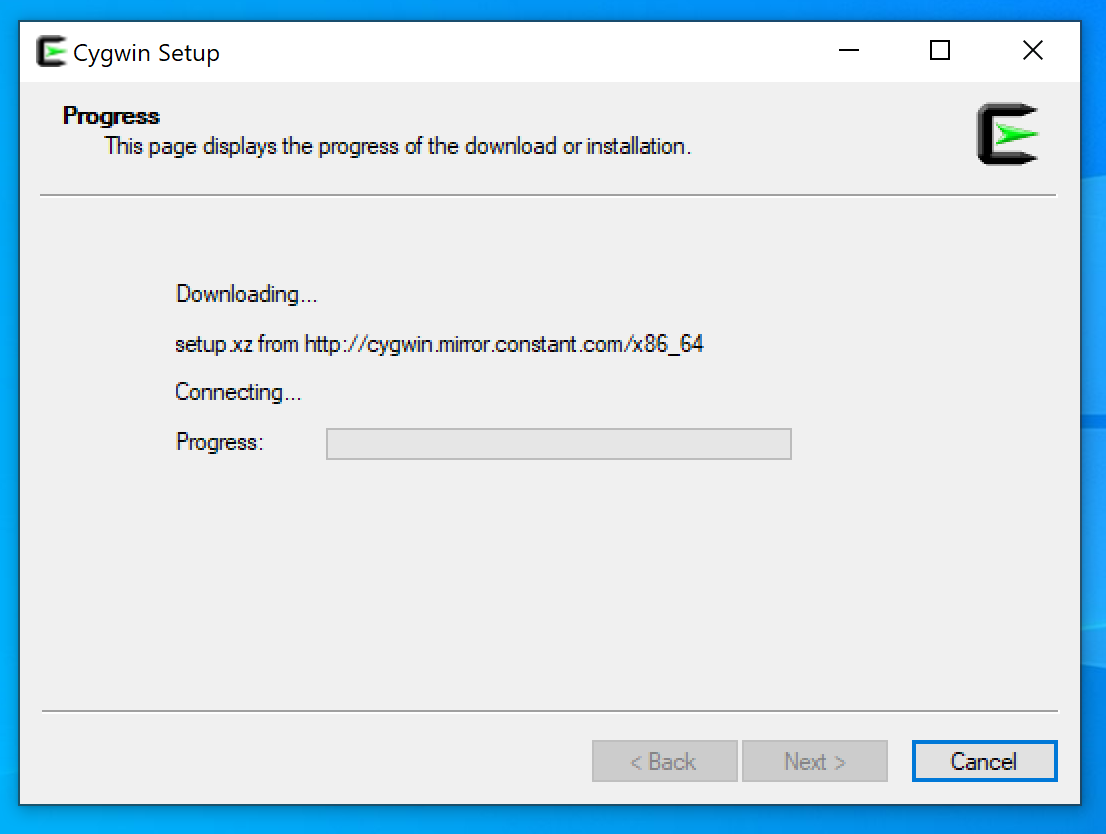 Cygwin Setup
Progress
This page displays the progress of the download or installation.
Downloading...
setup.xz from http://cygwin.mirror.constant.com/x86_64
Connecting...
Progress:
< Back
Next >
Cancel